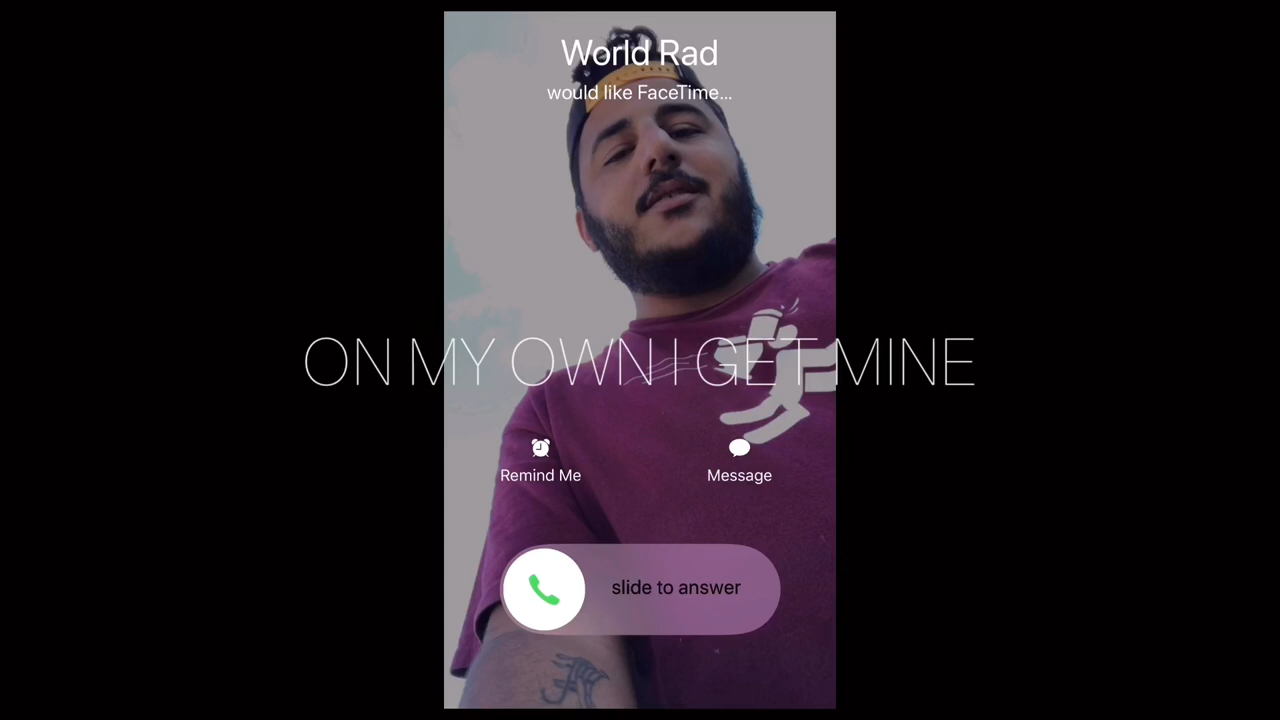 World Rad
would like FaceTime...
ON MY OWN I GET MINE
Remind Me
Message
slide to answer